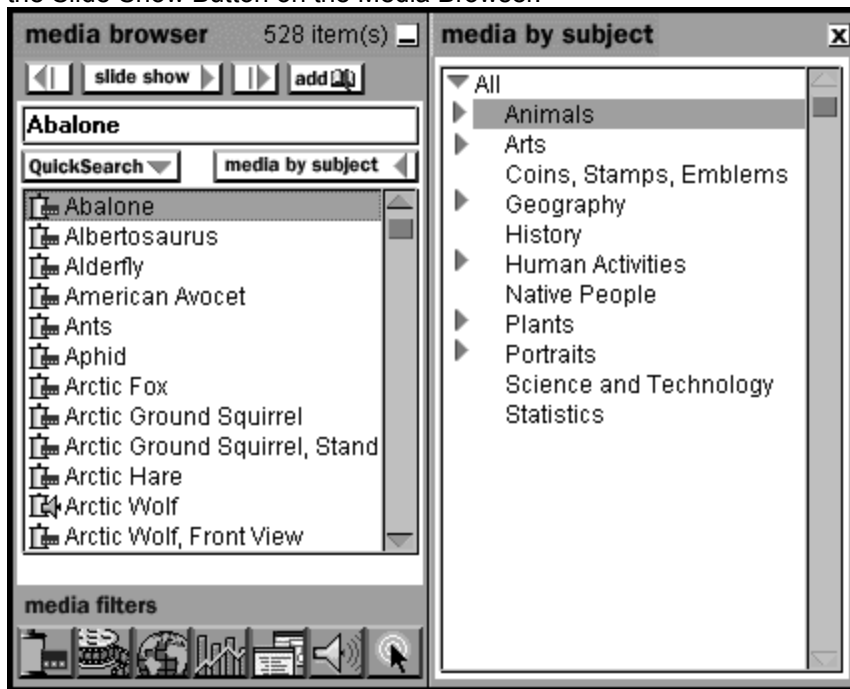 the Slide Show Button on the Media Browser.
media browser 528 item(s)
slide show add
Abalone
QuickSearch media by subject
Abalone
Albertosaurus
Alderfly
American Avocet
Ants
Aphid
Arctic Fox
Arctic Ground Squirrel
Arctic Ground Squirrel, Stand
Arctic Hare
Arctic Wolf
Arctic Wolf, Front View
media filters
media by subject x
All
Animals
Arts
Coins, Stamps, Emblems
Geography
History
Human Activities
Native People
Plants
Portraits
Science and Technology
Statistics